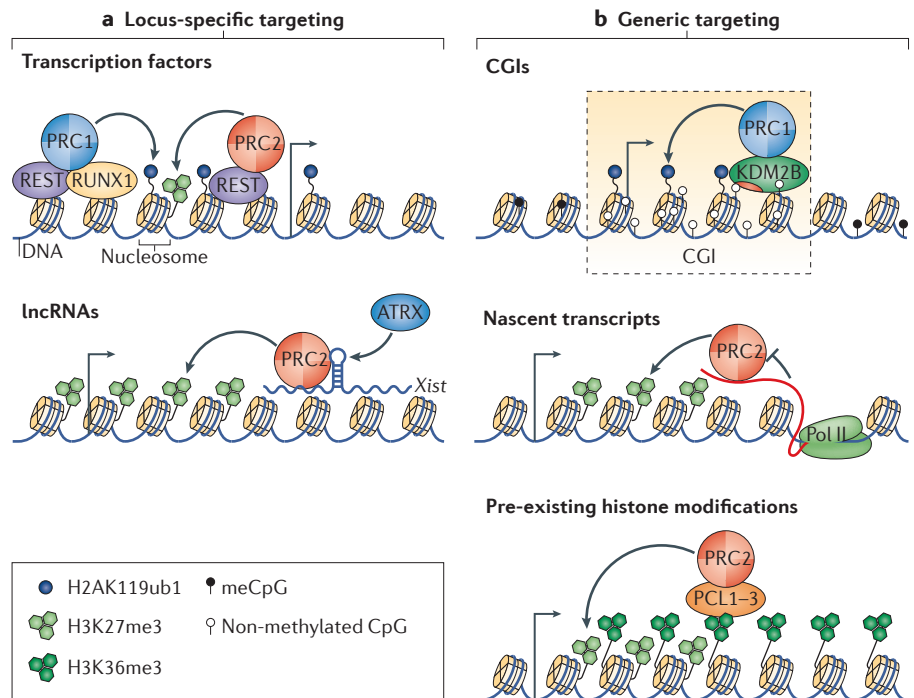 a Locus-specific targeting
Transcription factors
PRC1
PRC2
REST
RUNX1
REST
DNA
Nucleosome
lncRNAs
ATRX
PRC2
Xist
b Generic targeting
CGIs
PRC1
KDM2B
CGI
Nascent transcripts
PRC2
Pol II
Pre-existing histone modifications
PRC2
PCL1–3
H2AK119ub1
meCpG
H3K27me3
Non-methylated CpG
H3K36me3